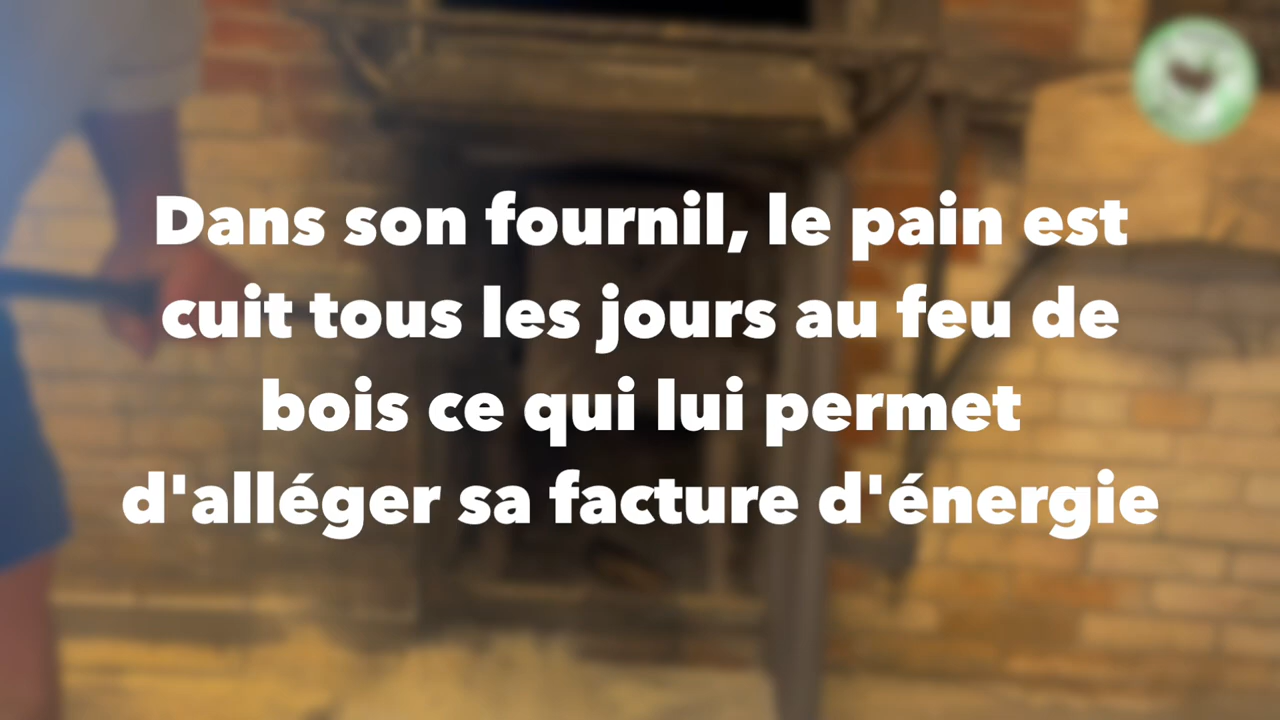 Dans son fournil, le pain est
cuit tous les jours au feu de
bois ce qui lui permet
d'alléger sa facture d'énergie